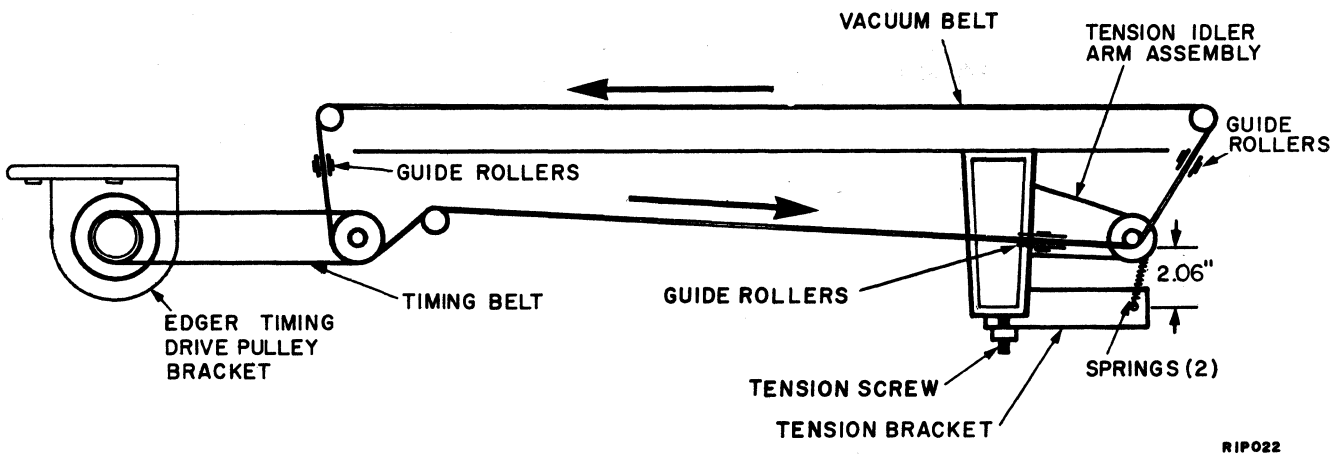 VACUUM BELT
TENSION IDLER
ARM ASSEMBLY
GUIDE
ROLLERS
GUIDE ROLLERS
2.06"
GUIDE ROLLERS
TIMING BELT
EDGER TIMING
DRIVE PULLEY
BRACKET
SPRINGS (2)
TENSION SCREW
TENSION BRACKET
RIP022